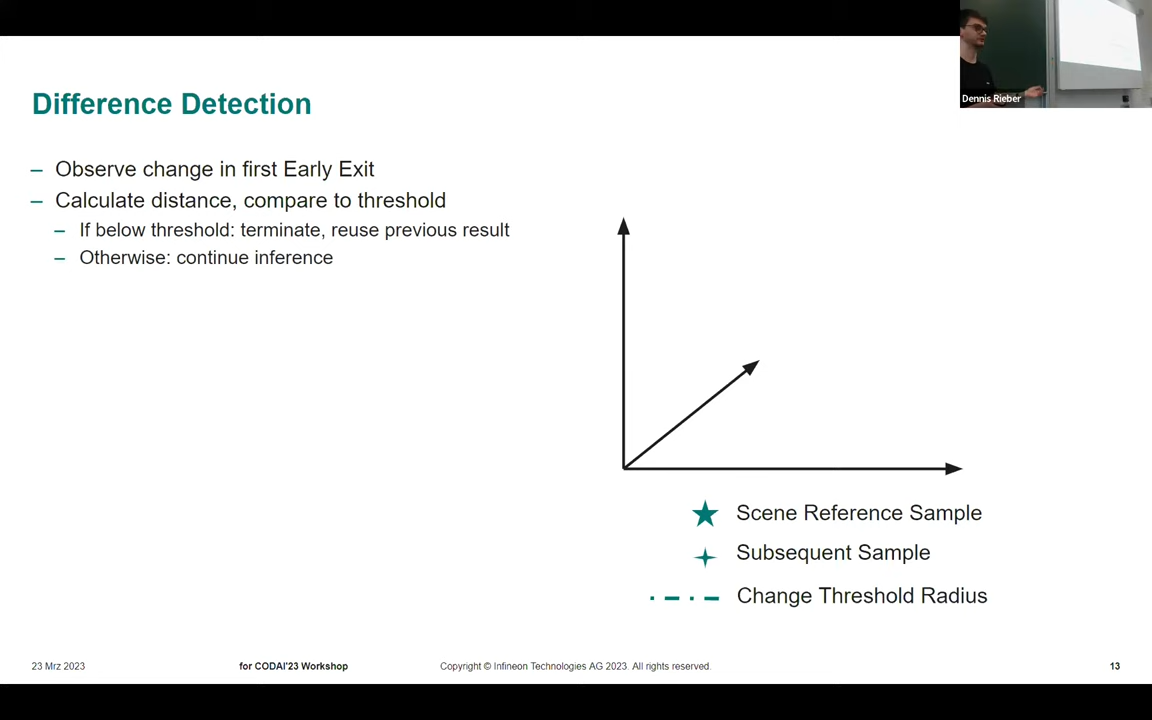 Dennis Rieber
Difference Detection
– Observe change in first Early Exit
– Calculate distance, compare to threshold
– If below threshold: terminate, reuse previous result
– Otherwise: continue inference
Scene Reference Sample
Subsequent Sample
Change Threshold Radius
23 Mrz 2023 for CODAI'23 Workshop Copyright © Infineon Technologies AG 2023. All rights reserved. 13